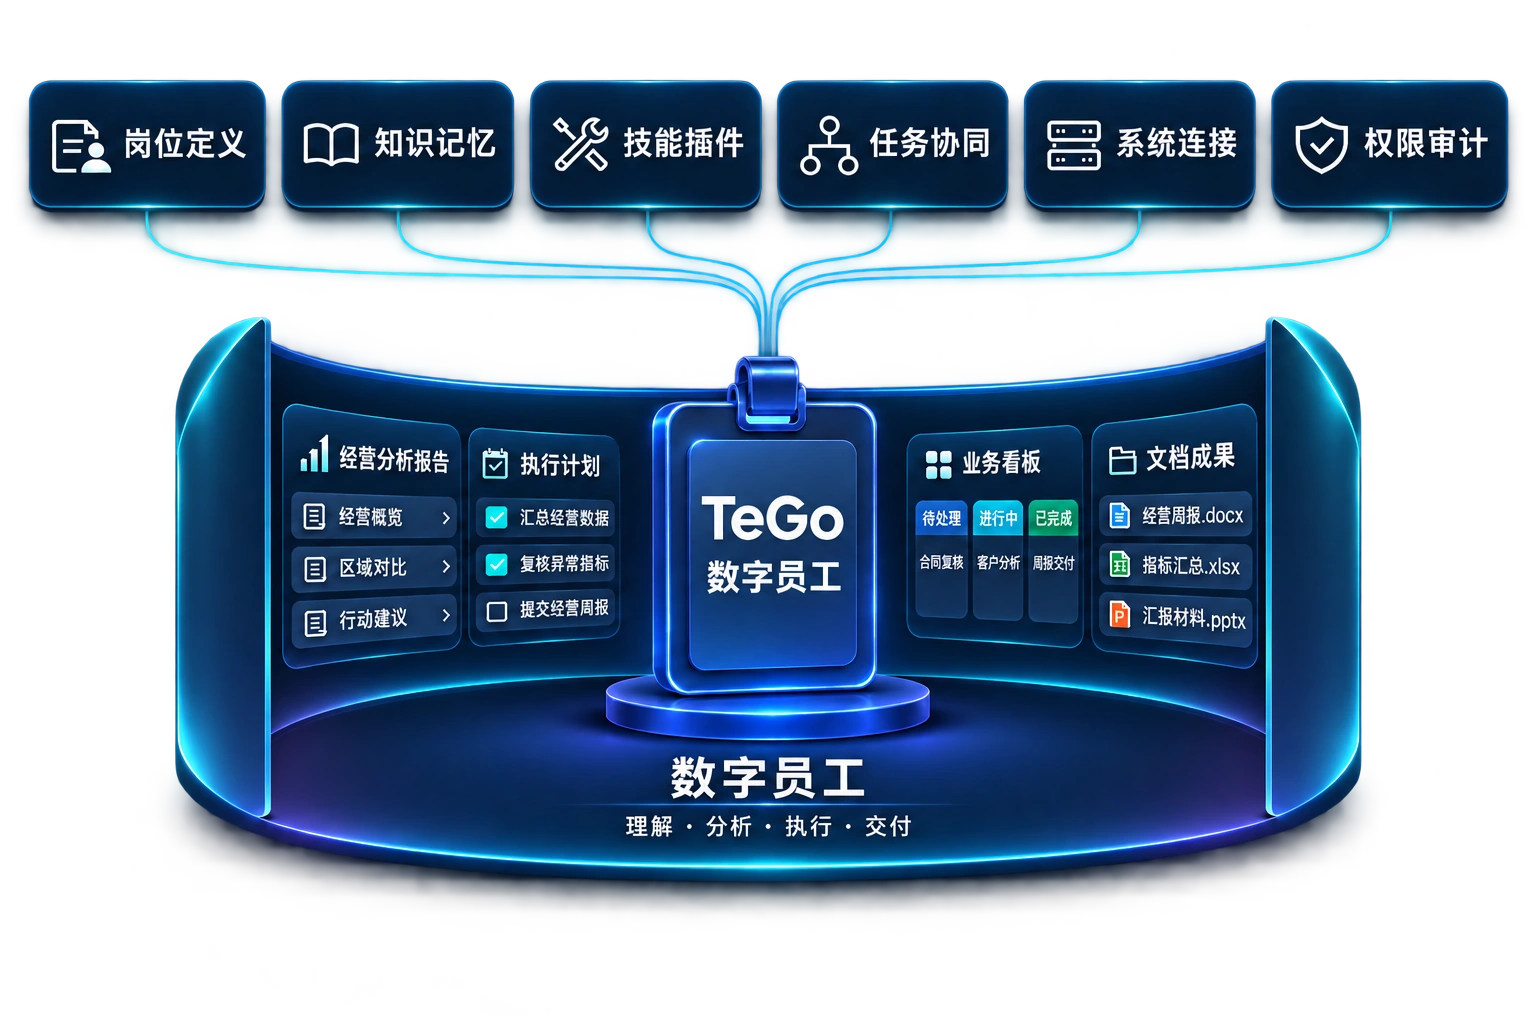 岗位定义
知识记忆
技能插件
任务协同
系统连接
权限审计
经营分析报告
经营概览
区域对比
行动建议
执行计划
汇总经营数据
复核异常指标
提交经营周报
TeGo
数字员工
业务看板
待处理
进行中
已完成
合同复核
客户分析
周报交付
文档成果
经营周报.docx
指标汇总.xlsx
P
汇报材料.pptx
数字员工
理解 · 分析 · 执行 · 交付